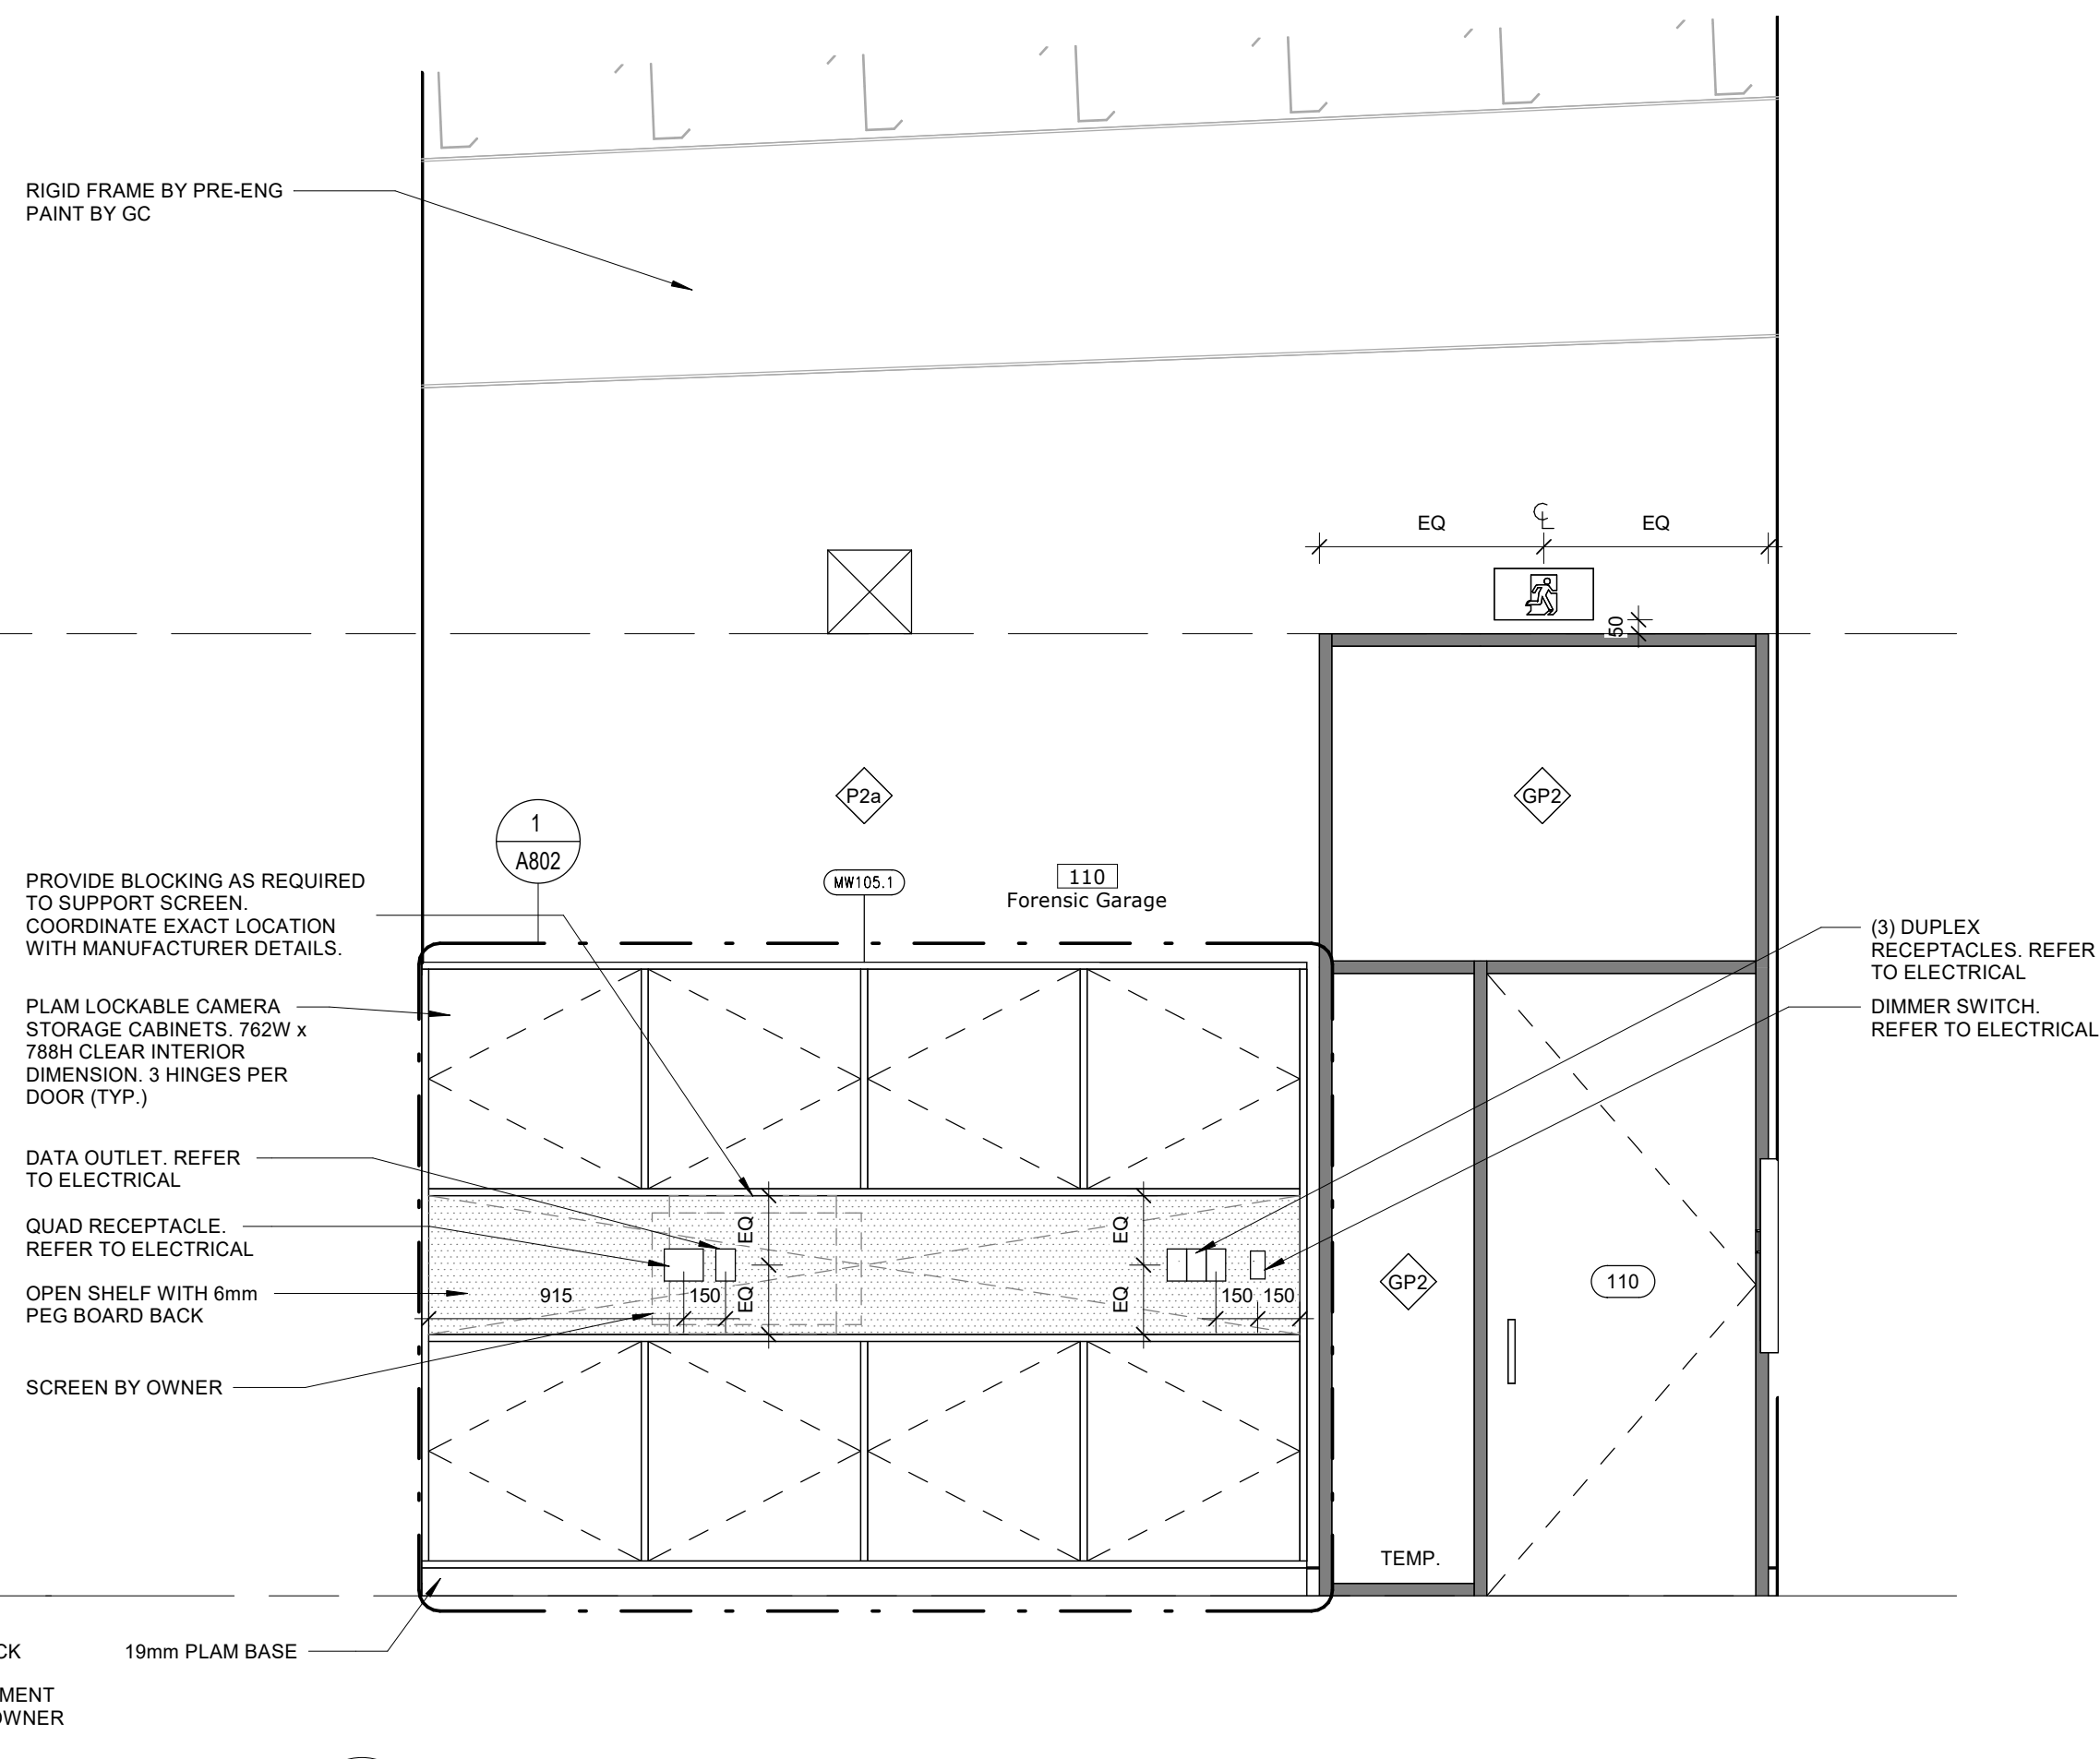 RIGID FRAME BY PRE-ENG
PAINT BY GC
EQ
CL
EQ
50
P2a
GP2
1
A802
MW105.1
110
Forensic Garage
PROVIDE BLOCKING AS REQUIRED
TO SUPPORT SCREEN.
COORDINATE EXACT LOCATION
WITH MANUFACTURER DETAILS.
PLAM LOCKABLE CAMERA
STORAGE CABINETS. 762W x
788H CLEAR INTERIOR
DIMENSION. 3 HINGES PER
DOOR (TYP.)
DATA OUTLET. REFER
TO ELECTRICAL
QUAD RECEPTACLE.
REFER TO ELECTRICAL
OPEN SHELF WITH 6mm
PEG BOARD BACK
SCREEN BY OWNER
(3) DUPLEX
RECEPTACLES. REFER
TO ELECTRICAL
DIMMER SWITCH.
REFER TO ELECTRICAL
EQ
EQ
915
150
EQ
EQ
150
150
GP2
110
TEMP.
19mm PLAM BASE
CK
MENT
OWNER